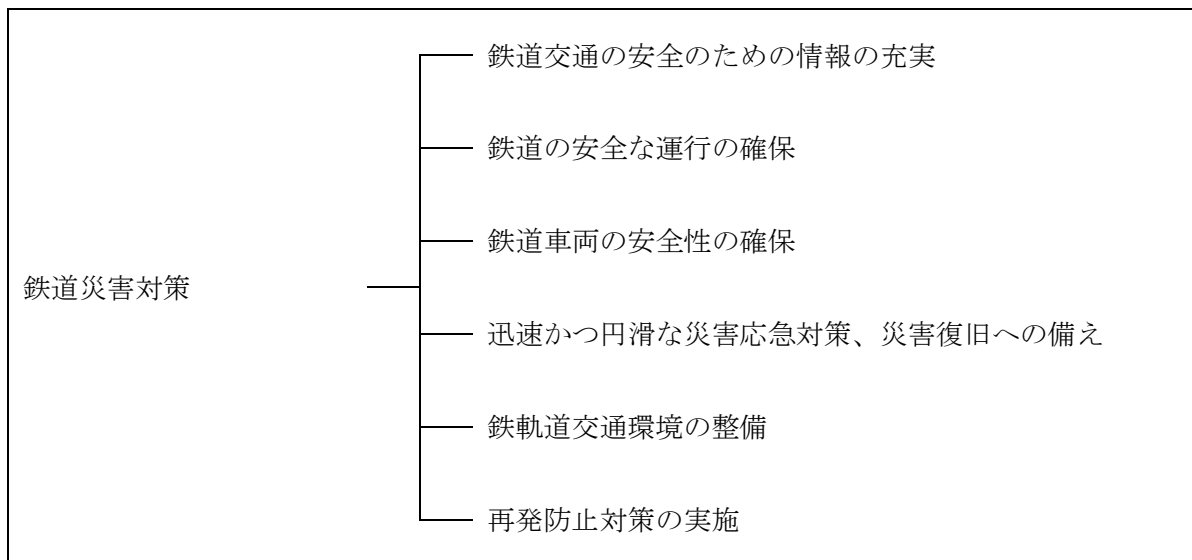 鉄道交通の安全のための情報の充実
鉄道の安全な運行の確保
鉄道車両の安全性の確保
鉄道災害対策
迅速かつ円滑な災害応急対策、災害復旧への備え
鉄軌道交通環境の整備
再発防止対策の実施